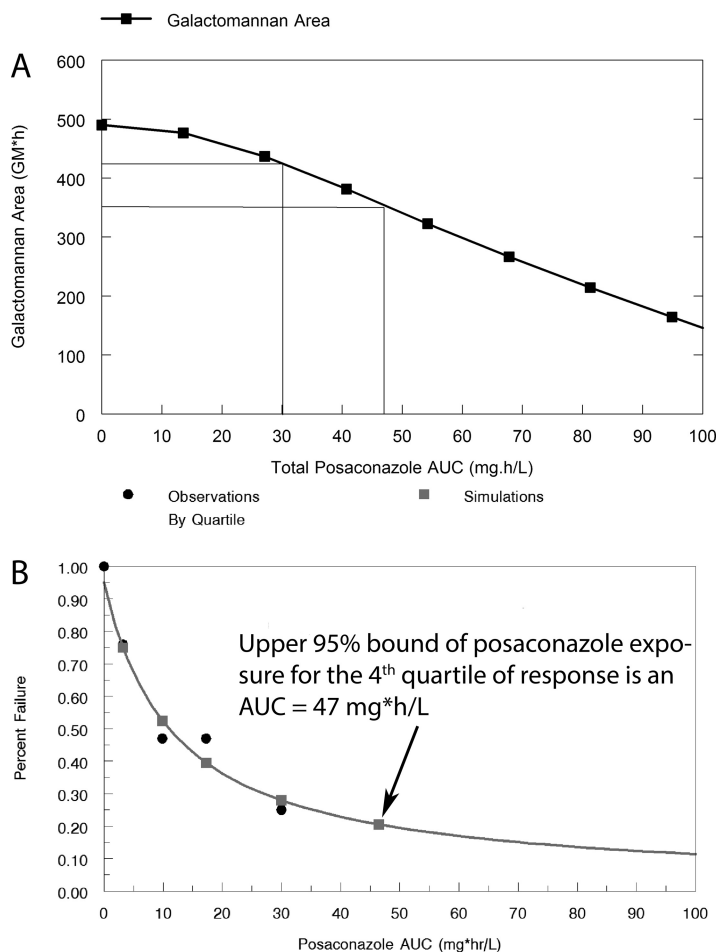 Galactomannan Area
A
600
500
400
300
200
100
0
Galactomannan Area (GM*h)
0 10 20 30 40 50 60 70 80 90 100
Total Posaconazole AUC (mg.h/L)
Observations
By Quartile
Simulations
B
1.00
0.90
0.80
0.70
0.60
0.50
0.40
0.30
0.20
0.10
0.00
Percent Failure
Upper 95% bound of posaconazole expo-
sure for the 4th quartile of response is an
AUC = 47 mg*h/L
0 10 20 30 40 50 60 70 80 90 100
Posaconazole AUC (mg*hr/L)